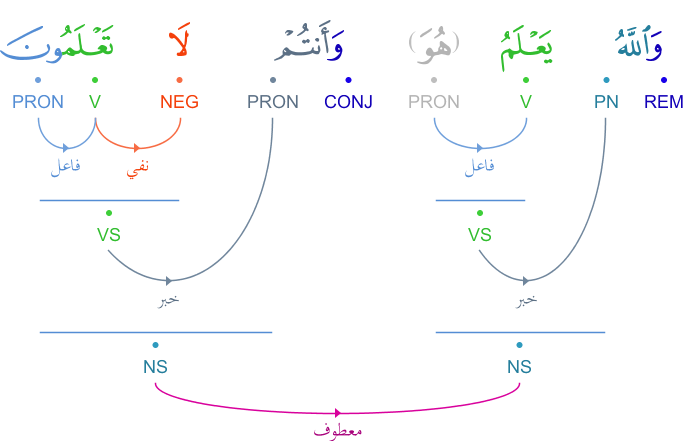 وَٱللَّهُ يَعْلَمُ (هُوَ) وَأَنتُمْ لَا تَعْلَمُونَ
REM PN V PRON CONJ PRON NEG V PRON
فاعل نفي فاعل
VS VS
خبر خبر
NS NS
معطوف